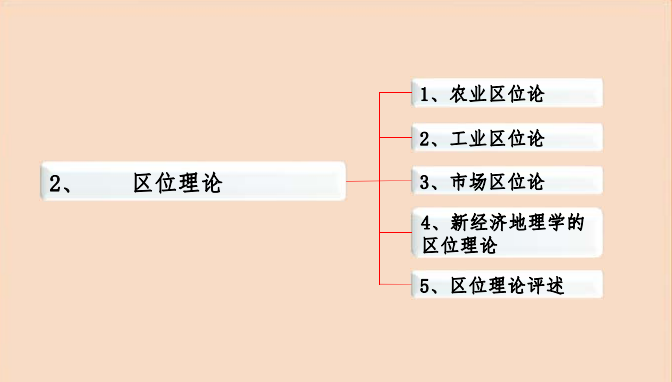 2、 区位理论
1、农业区位论
2、工业区位论
3、市场区位论
4、新经济地理学的
区位理论
5、区位理论评述